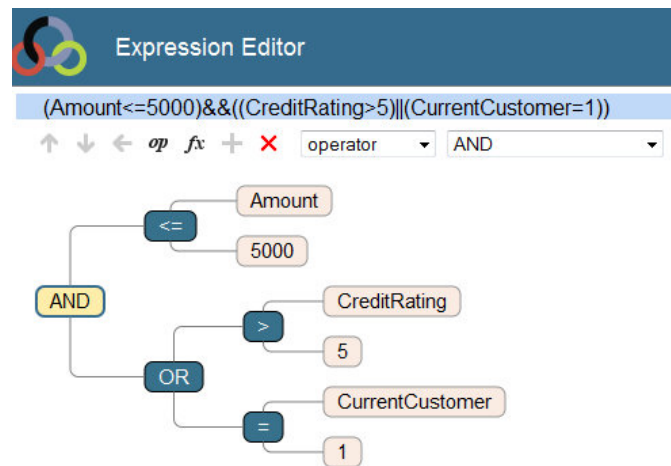 Expression Editor
(Amount<=5000)&&((CreditRating>5)||(CurrentCustomer=1))
op fx operator AND
Amount
<=
5000
AND
CreditRating
>
5
OR
CurrentCustomer
=
1